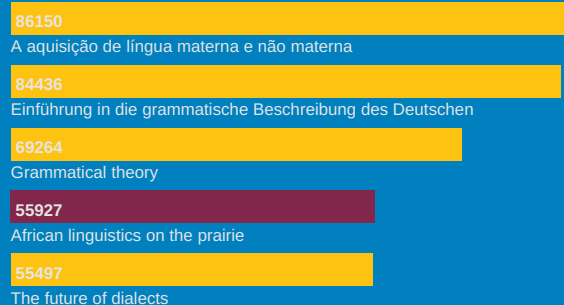 86150
A aquisição de língua materna e não materna
84436
Einführung in die grammatische Beschreibung des Deutschen
69264
Grammatical theory
55927
African linguistics on the prairie
55497
The future of dialects